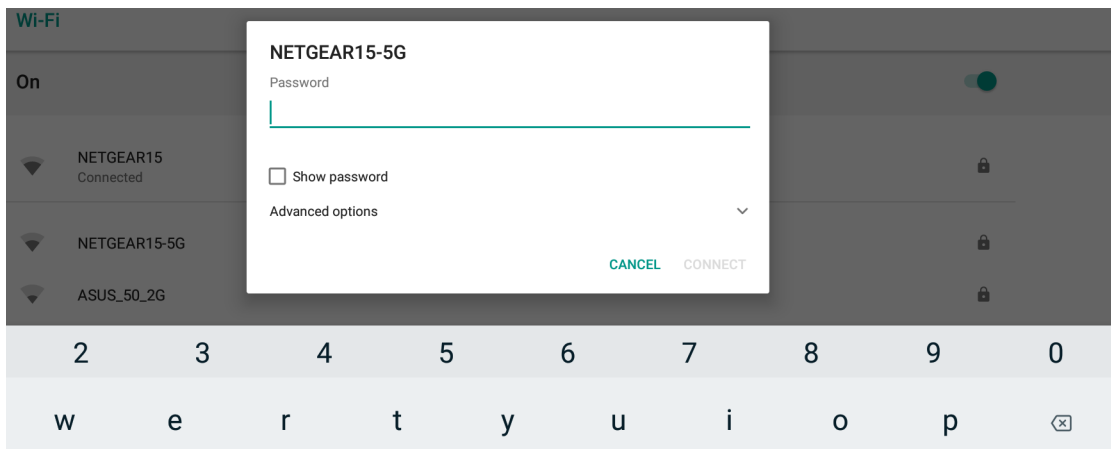 Wi-Fi
On
NETGEAR15
Connected
NETGEAR15-5G
ASUS_50_2G
NETGEAR15-5G
Password
Show password
Advanced options
CANCEL CONNECT
2 3 4 5 6 7 8 9 0
w e r t y u i o p